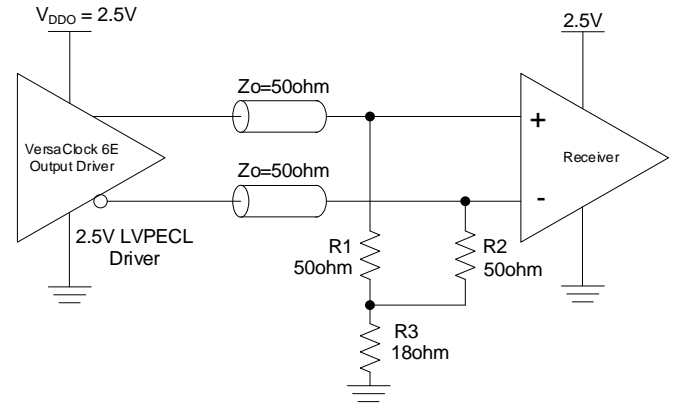 VDDO = 2.5V
2.5V
Zo=50ohm
+
VersaClock 6E
Output Driver
Receiver
Zo=50ohm
-
2.5V LVPECL
Driver
R1
50ohm
R2
50ohm
R3
18ohm